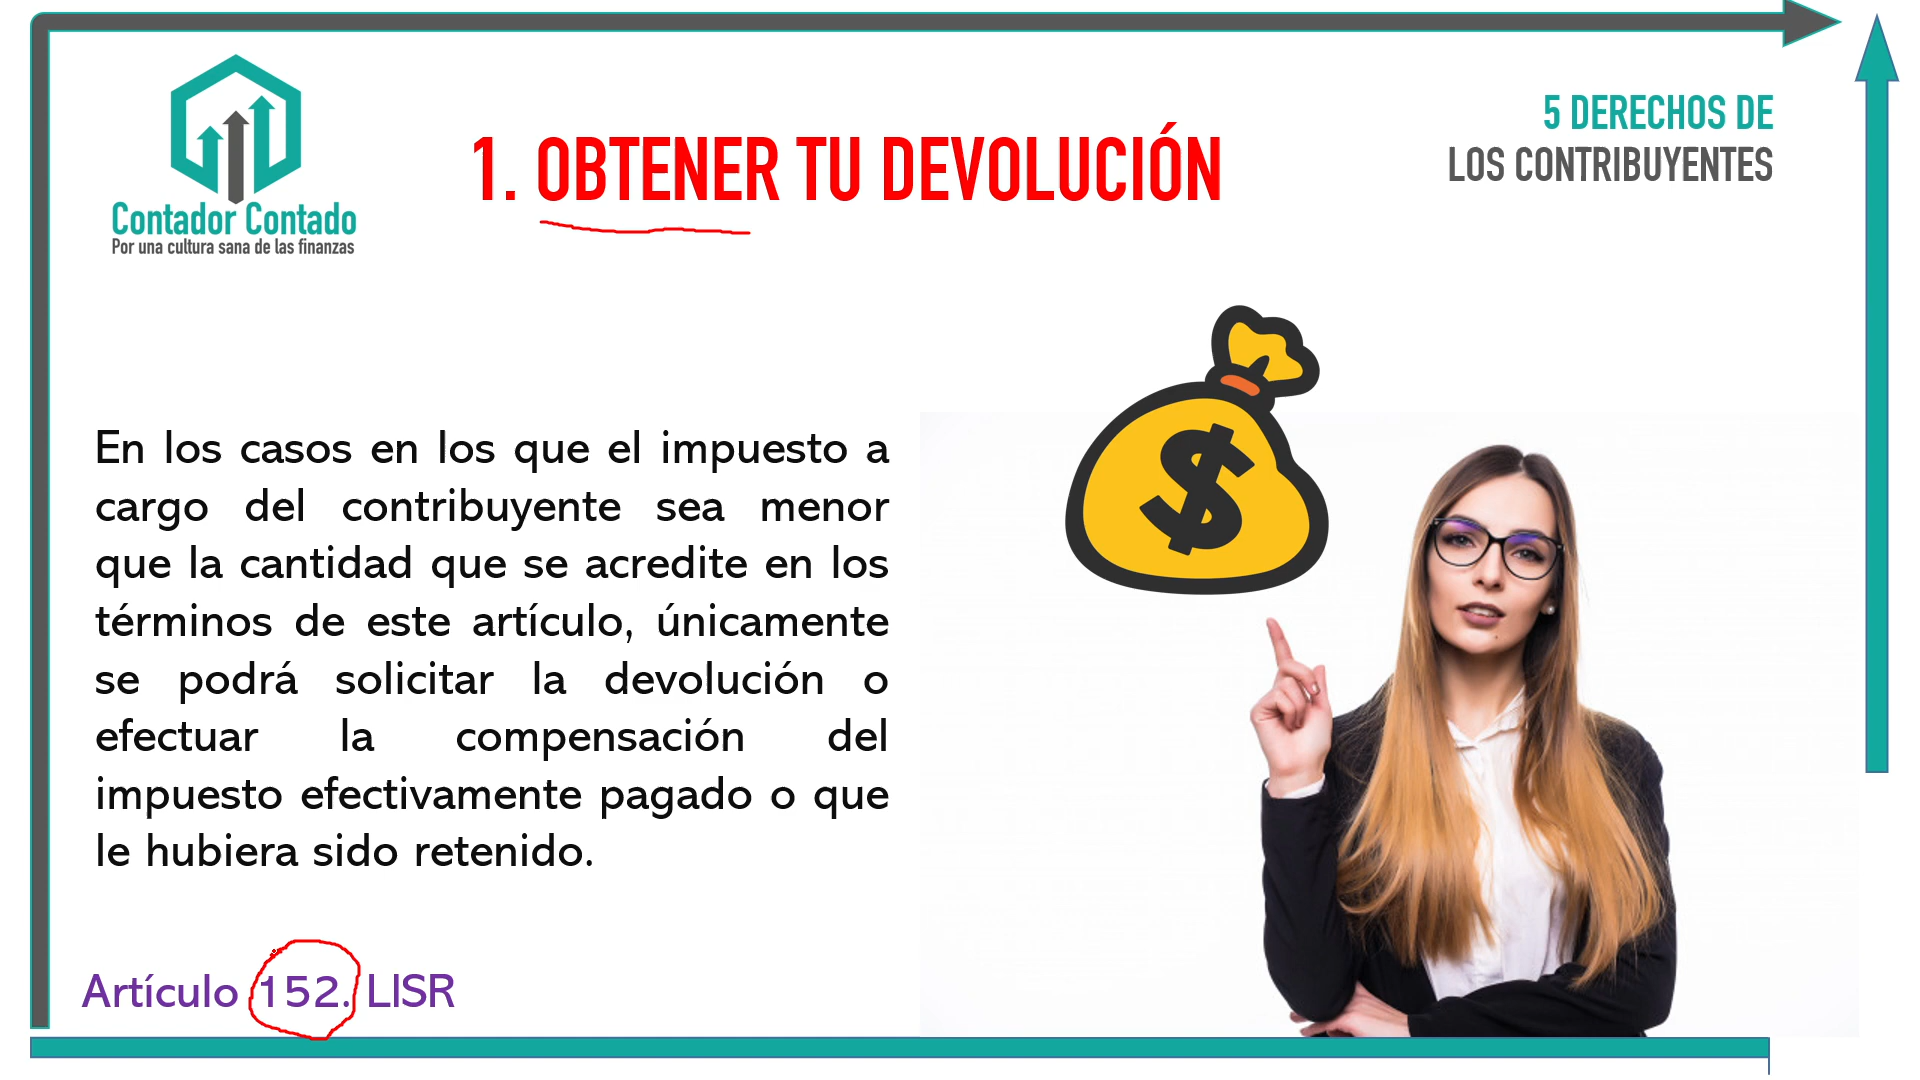 Contador Contado
Por una cultura sana de las finanzas
1. OBTENER TU DEVOLUCIÓN
5 DERECHOS DE
LOS CONTRIBUYENTES
$
En los casos en los que el impuesto a
cargo del contribuyente sea menor
que la cantidad que se acredite en los
términos de este artículo, únicamente
se podrá solicitar la devolución o
efectuar la compensación del
impuesto efectivamente pagado o que
le hubiera sido retenido.
Artículo 152. LISR